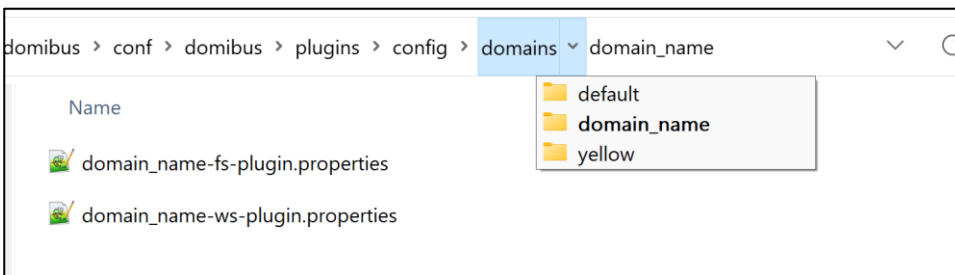 domibus > conf > domibus > plugins > config > domains domain_name
default
domain_name
yellow
Name
domain_name-fs-plugin.properties
domain_name-ws-plugin.properties